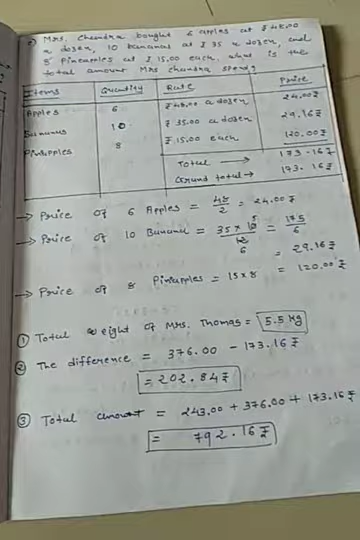 Mrs. Chandra bought 6 apples at ₹48.00
a dozen, 10 bananas at ₹ 35 a dozen, and
8 Pineapples at ₹ 15.00 each, what is the
total amount Mrs chandra spend?
Items Quantity Rate Price
Apples 6 ₹48.00 a dozen 24.00₹
Bananas 10 ₹ 35.00 a dozen 29.16₹
Pineapples 8 ₹ 15.00 each 120.00₹
Total → 173.16₹
Grand total → 173.16₹
→ Price of 6 Apples = 48/2 = 24.00₹
→ Price of 10 Banana = 35 × 10 5 / 12 6 = 175/6
= 29.16₹
→ Price of 8 Pineapples = 15×8 = 120.00₹
① Total weight of Mrs. Thomas = 5.5 Kg
② The difference = 376.00 - 173.16₹
= 202.84₹
③ Total amount = 243.00 + 376.00 + 173.16₹
= 792.16₹